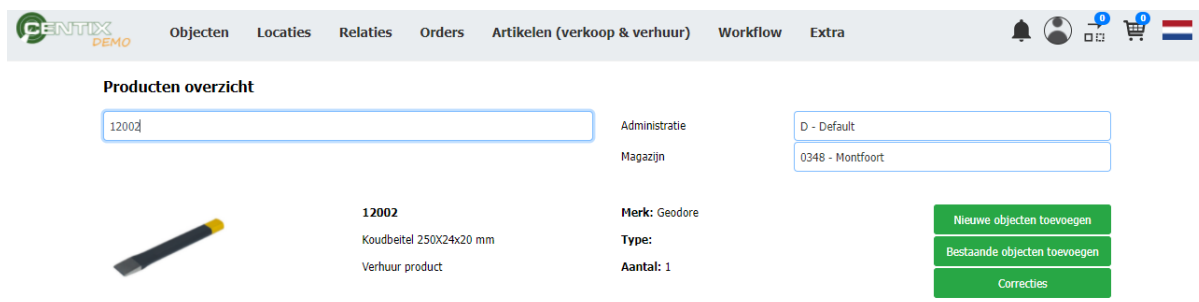 CENTIX
DEMO
Objecten Locaties Relaties Orders Artikelen (verkoop & verhuur) Workflow Extra 0 0
Producten overzicht
12002 Administratie D - Default
Magazijn 0348 - Montfoort
12002 Merk: Geodore Nieuwe objecten toevoegen
Koudbeitel 250X24x20 mm Type: Bestaande objecten toevoegen
Verhuur product Aantal: 1 Correcties